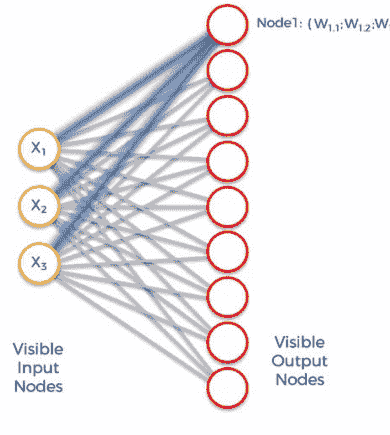 Node1: (W1.1;W1.2;W
X1
X2
X3
Visible
Input
Nodes
Visible
Output
Nodes